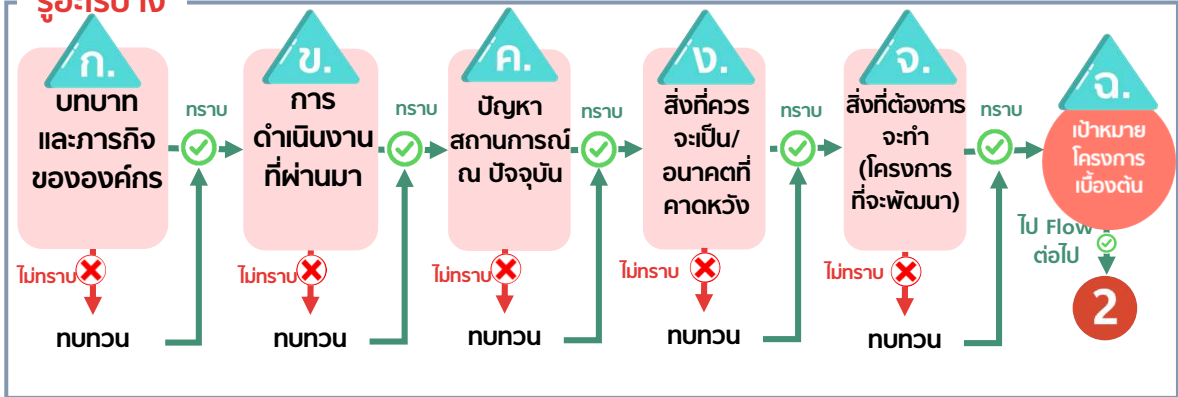 รู้อะไรบ้าง
ก.
บทบาท
และภารกิจ
ขององค์กร
ทราบ
ไม่ทราบ
ทบทวน
ข.
การ
ดำเนินงาน
ที่ผ่านมา
ทราบ
ไม่ทราบ
ทบทวน
ค.
ปัญหา
สถานการณ์
ณ ปัจจุบัน
ทราบ
ไม่ทราบ
ทบทวน
ง.
สิ่งที่ควร
จะเป็น/
อนาคตที่
คาดหวัง
ทราบ
ไม่ทราบ
ทบทวน
จ.
สิ่งที่ต้องการ
จะทำ
(โครงการ
ที่จะพัฒนา)
ทราบ
ไม่ทราบ
ทบทวน
ฉ.
เป้าหมาย
โครงการ
เบื้องต้น
ไป Flow
ต่อไป
2